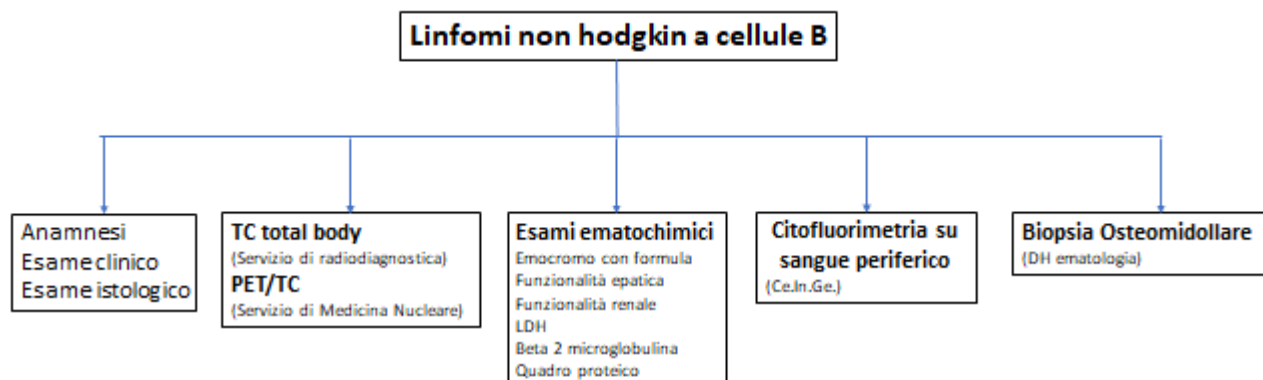 Linfomi non hodgkin a cellule B
Anamnesi
Esame clinico
Esame istologico
TC total body
(Servizio di radiodiagnostica)
PET/TC
(Servizio di Medicina Nucleare)
Esami ematochimici
Emocromo con formula
Funzionalità epatica
Funzionalità renale
LDH
Beta 2 microglobulina
Quadro proteico
Citofluorimetria su
sangue periferico
(Ce.In.Ge.)
Biopsia Osteomidollare
(DH ematologia)